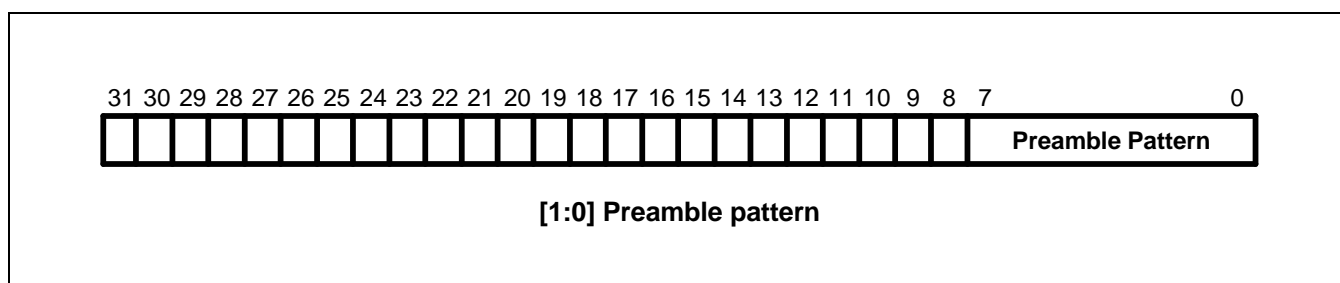 31 30 29 28 27 26 25 24 23 22 21 20 19 18 17 16 15 14 13 12 11 10 9 8 7 0
Preamble Pattern
[1:0] Preamble pattern